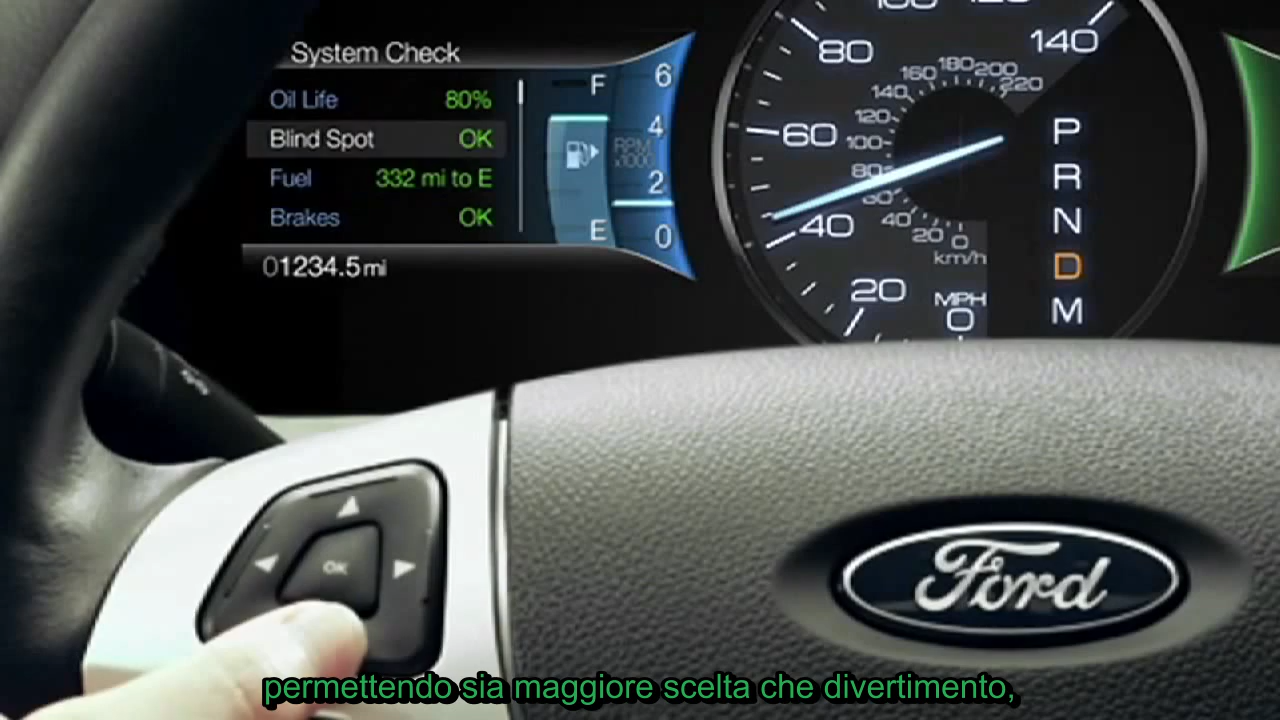 System Check
Oil Life 80%
Blind Spot OK
Fuel 332 mi to E
Brakes OK
01234.5 mi
F
E
6
4
RPM x1000
2
0
80
140
60
40
20
MPH
0
220
200
180
160
140
120
100
80
40
20
0
km/h
P
R
N
D
M
OK
Ford
permettendo sia maggiore scelta che divertimento,